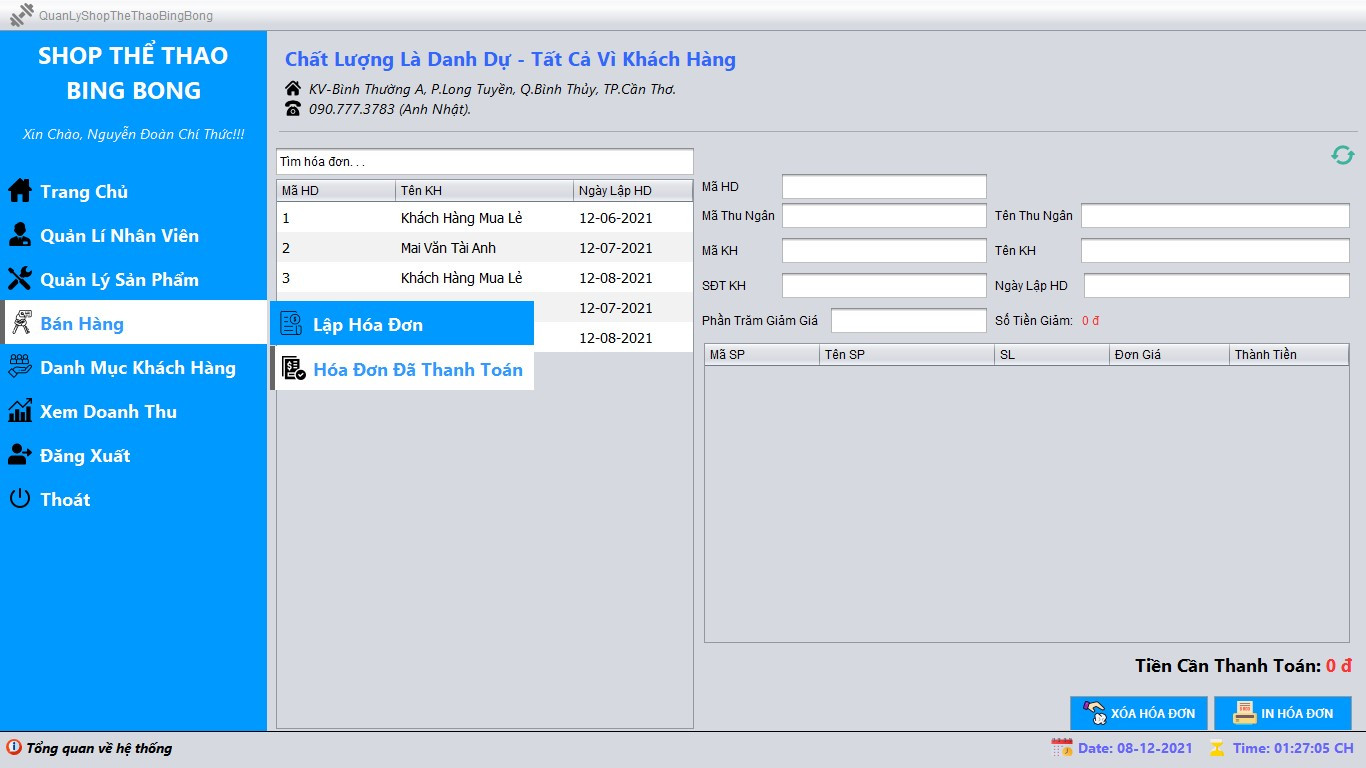 QuanLyShopTheThaoBingBong
SHOP THỂ THAO
BING BONG
Xin Chào, Nguyễn Đoàn Chí Thức!!!
Trang Chủ
Quản Lí Nhân Viên
Quản Lý Sản Phẩm
Bán Hàng
Danh Mục Khách Hàng
Xem Doanh Thu
Đăng Xuất
Thoát
Lập Hóa Đơn
Hóa Đơn Đã Thanh Toán
Chất Lượng Là Danh Dự - Tất Cả Vì Khách Hàng
KV-Bình Thường A, P.Long Tuyền, Q.Bình Thủy, TP.Cần Thơ.
090.777.3783 (Anh Nhật).
Tìm hóa đơn. . .
Mã HD Tên KH Ngày Lập HD
1 Khách Hàng Mua Lẻ 12-06-2021
2 Mai Văn Tài Anh 12-07-2021
3 Khách Hàng Mua Lẻ 12-08-2021
12-07-2021
12-08-2021
Mã HD
Mã Thu Ngân Tên Thu Ngân
Mã KH Tên KH
SĐT KH Ngày Lập HD
Phần Trăm Giảm Giá Số Tiền Giảm: 0 đ
Mã SP Tên SP SL Đơn Giá Thành Tiền
Tiền Cần Thanh Toán: 0 đ
XÓA HÓA ĐƠN IN HÓA ĐƠN
Tổng quan về hệ thống Date: 08-12-2021 Time: 01:27:05 CH